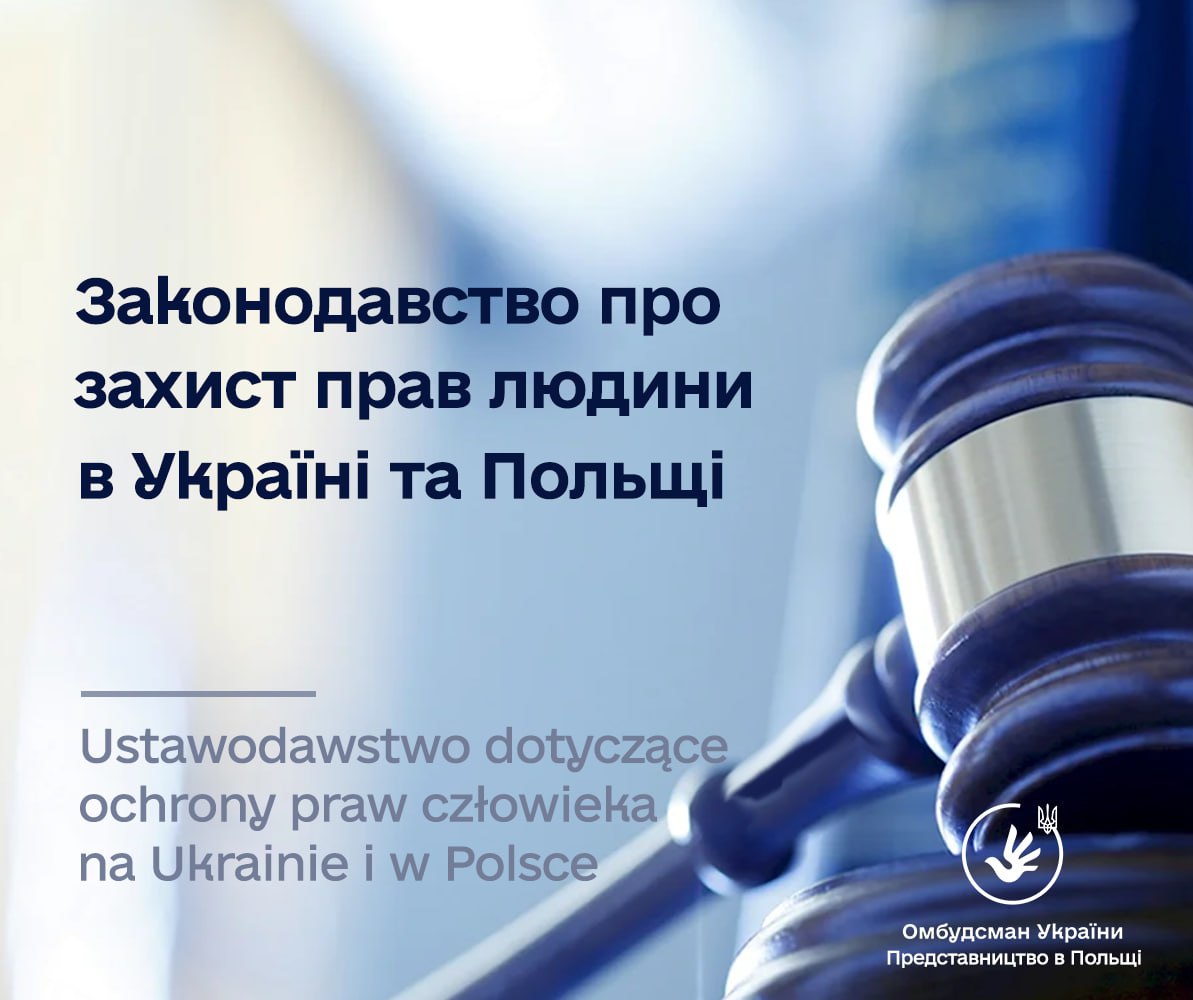 Законодавство про
захист прав людини
в Україні та Польщі
Ustawodawstwo dotyczące
ochrony praw człowieka
na Ukrainie i w Polsce
Омбудсман України
Представництво в Польщі